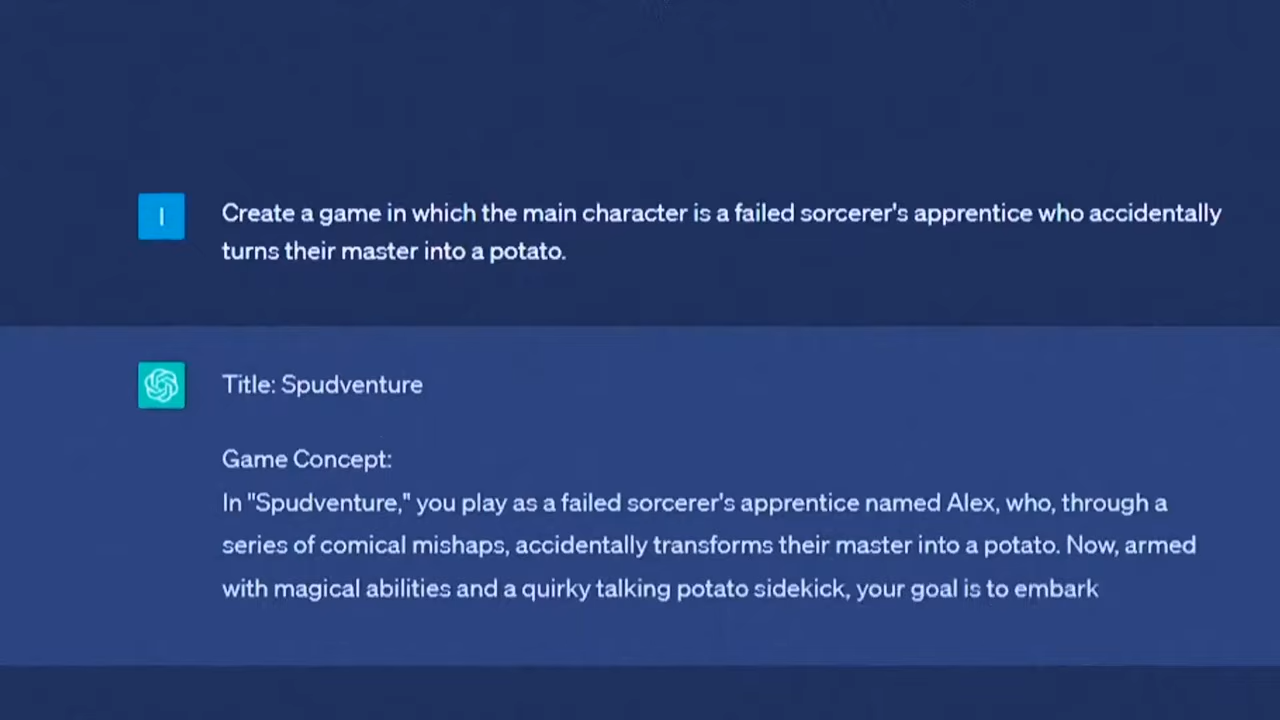 I
Create a game in which the main character is a failed sorcerer's apprentice who accidentally
turns their master into a potato.
Title: Spudventure
Game Concept:
In "Spudventure," you play as a failed sorcerer's apprentice named Alex, who, through a
series of comical mishaps, accidentally transforms their master into a potato. Now, armed
with magical abilities and a quirky talking potato sidekick, your goal is to embark